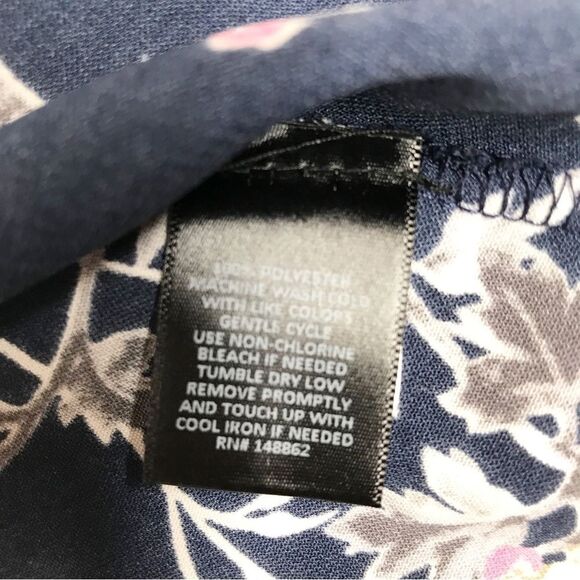 100% POLYESTER
MACHINE WASH COLD
WITH LIKE COLORS
GENTLE CYCLE
USE NON-CHLORINE
BLEACH IF NEEDED
TUMBLE DRY LOW
REMOVE PROMPTLY
AND TOUCH UP WITH
COOL IRON IF NEEDED
RN# 148862